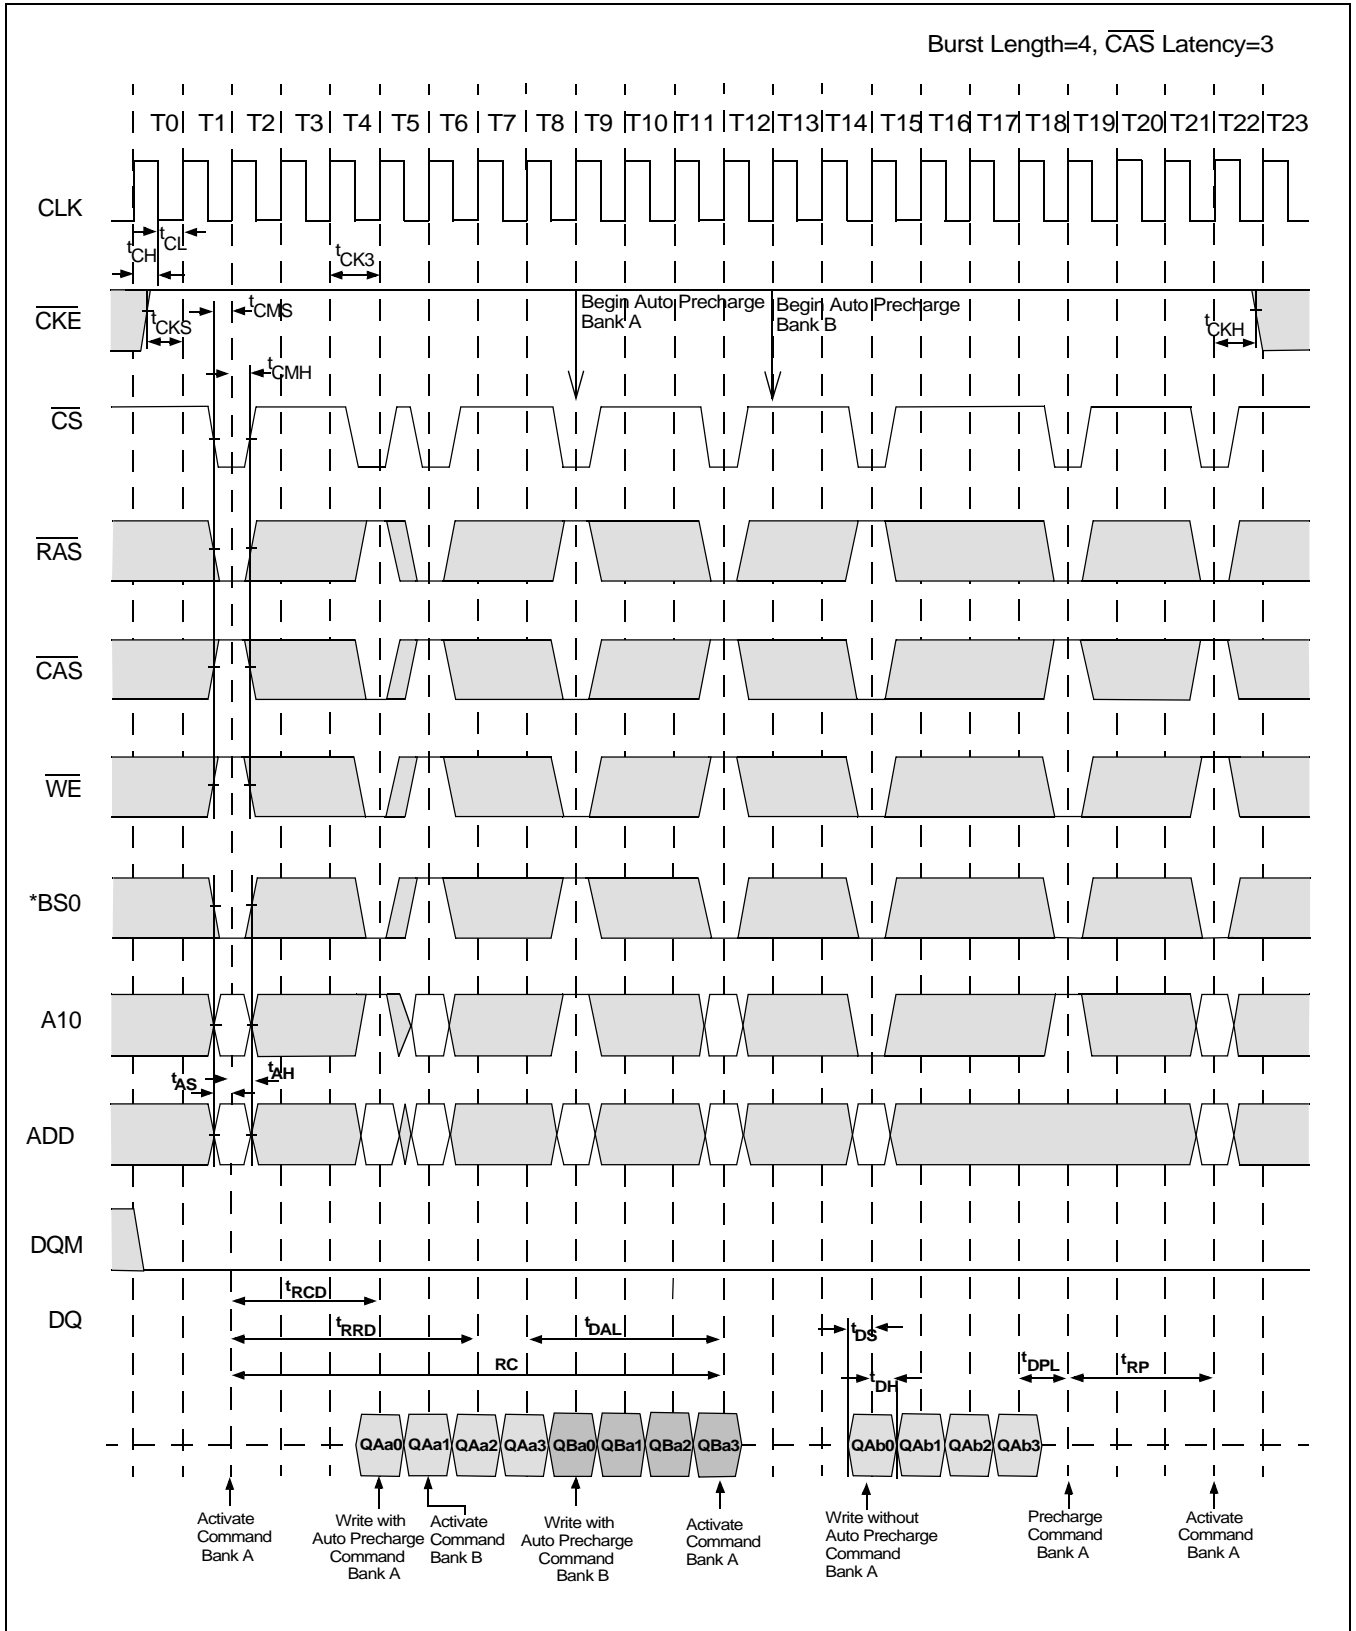 Burst Length=4, CAS Latency=3
T0 T1 T2 T3 T4 T5 T6 T7 T8 T9 T10 T11 T12 T13 T14 T15 T16 T17 T18 T19 T20 T21 T22 T23
CLK
tCH
tCL
tCK3
CKE
tCKS
tCMS
Begin Auto Precharge
Bank A
Begin Auto Precharge
Bank B
tCKH
tCMH
CS
RAS
CAS
WE
*BS0
A10
tAS
tAH
ADD
DQM
DQ
tRCD
tRRD
tDAL
tDS
RC
tDPL
tRP
tDH
QAa0 QAa1 QAa2 QAa3 QBa0 QBa1 QBa2 QBa3 QAb0 QAb1 QAb2 QAb3
Activate
Command
Bank A
Write with
Auto Precharge
Command
Bank A
Activate
Command
Bank B
Write with
Auto Precharge
Command
Bank B
Activate
Command
Bank A
Write without
Auto Precharge
Command
Bank A
Precharge
Command
Bank A
Activate
Command
Bank A